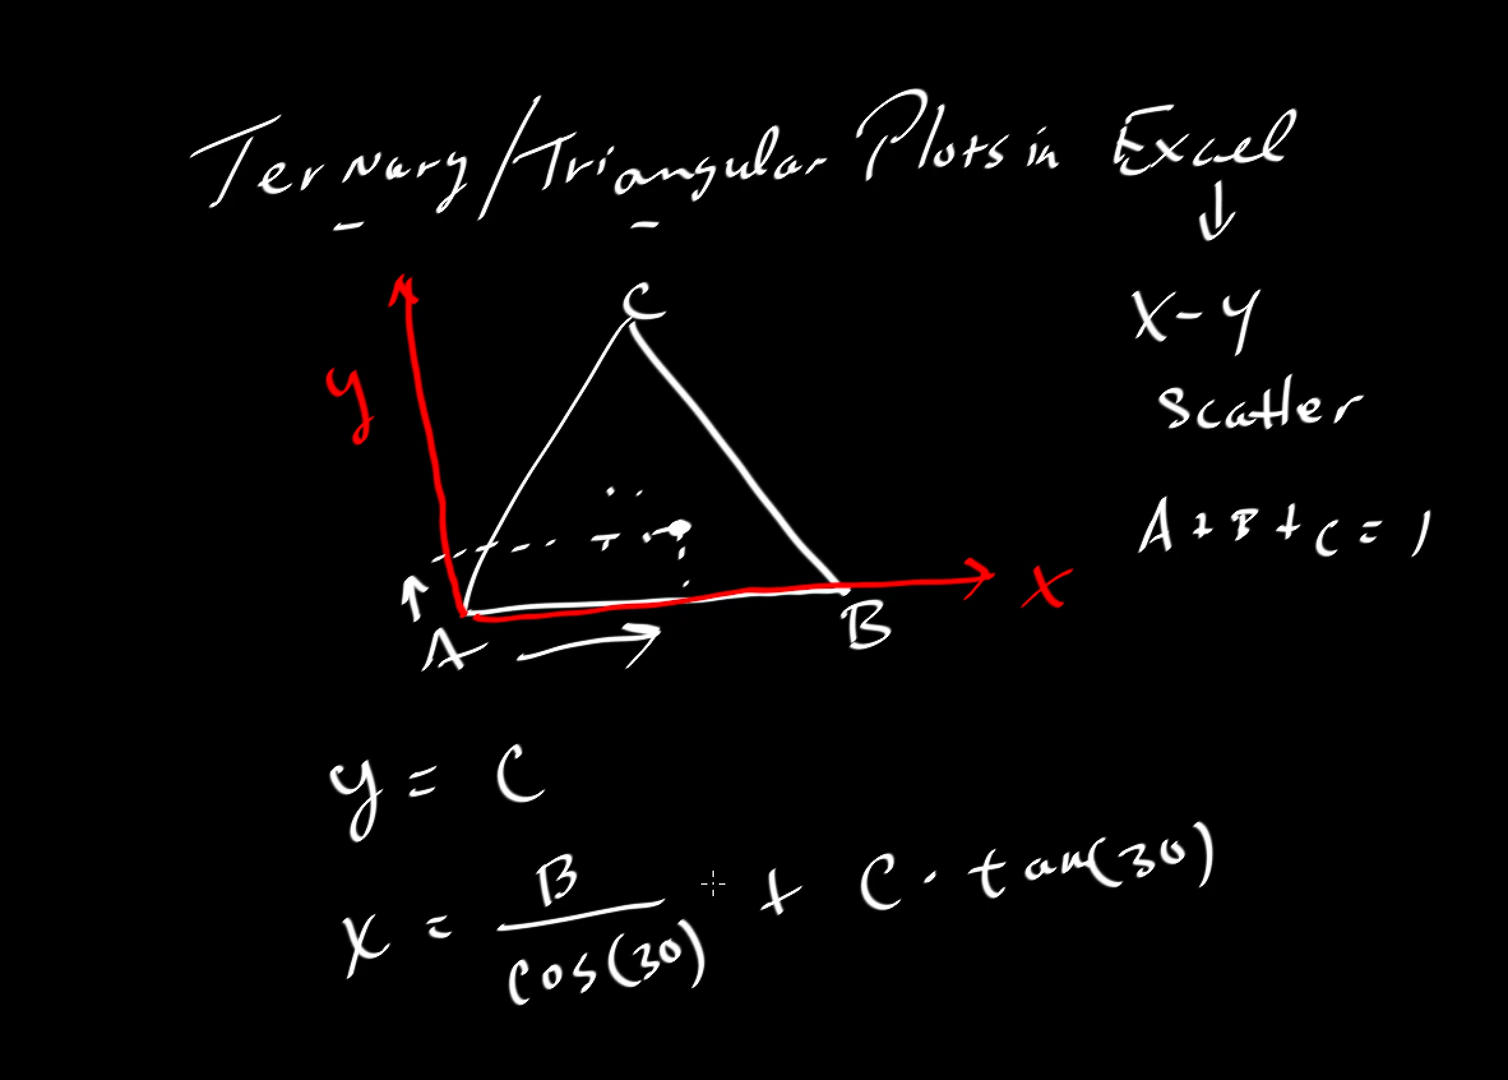 Ternary/Triangular Plots in Excel
X-Y
Scatter
A+B+C=1
C
y
A
B
x
y = C
x = B/cos(30) + C · tan(30)